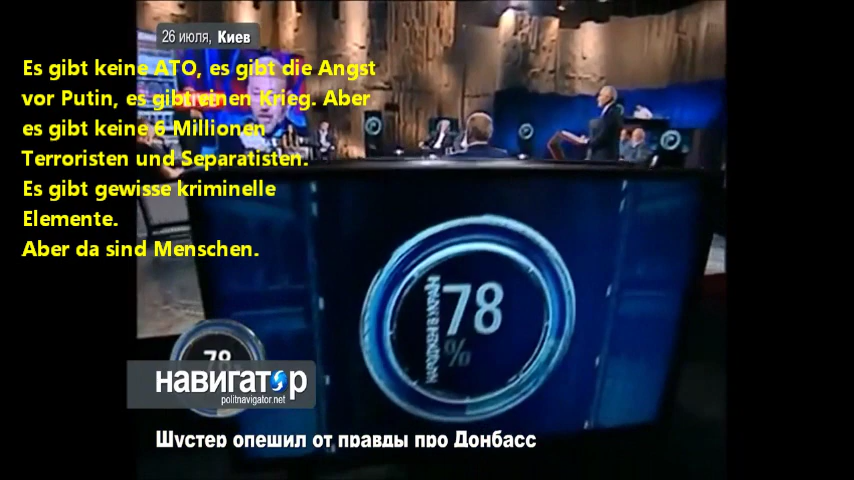 26 июля, Киев
Es gibt keine ATO, es gibt die Angst
vor Putin, es gibt einen Krieg. Aber
es gibt keine 6 Millionen
Terroristen und Separatisten.
Es gibt gewisse kriminelle
Elemente.
Aber da sind Menschen.
78
%
78
навигатор
politnavigator.net
Шустер опешил от правды про Донбасс